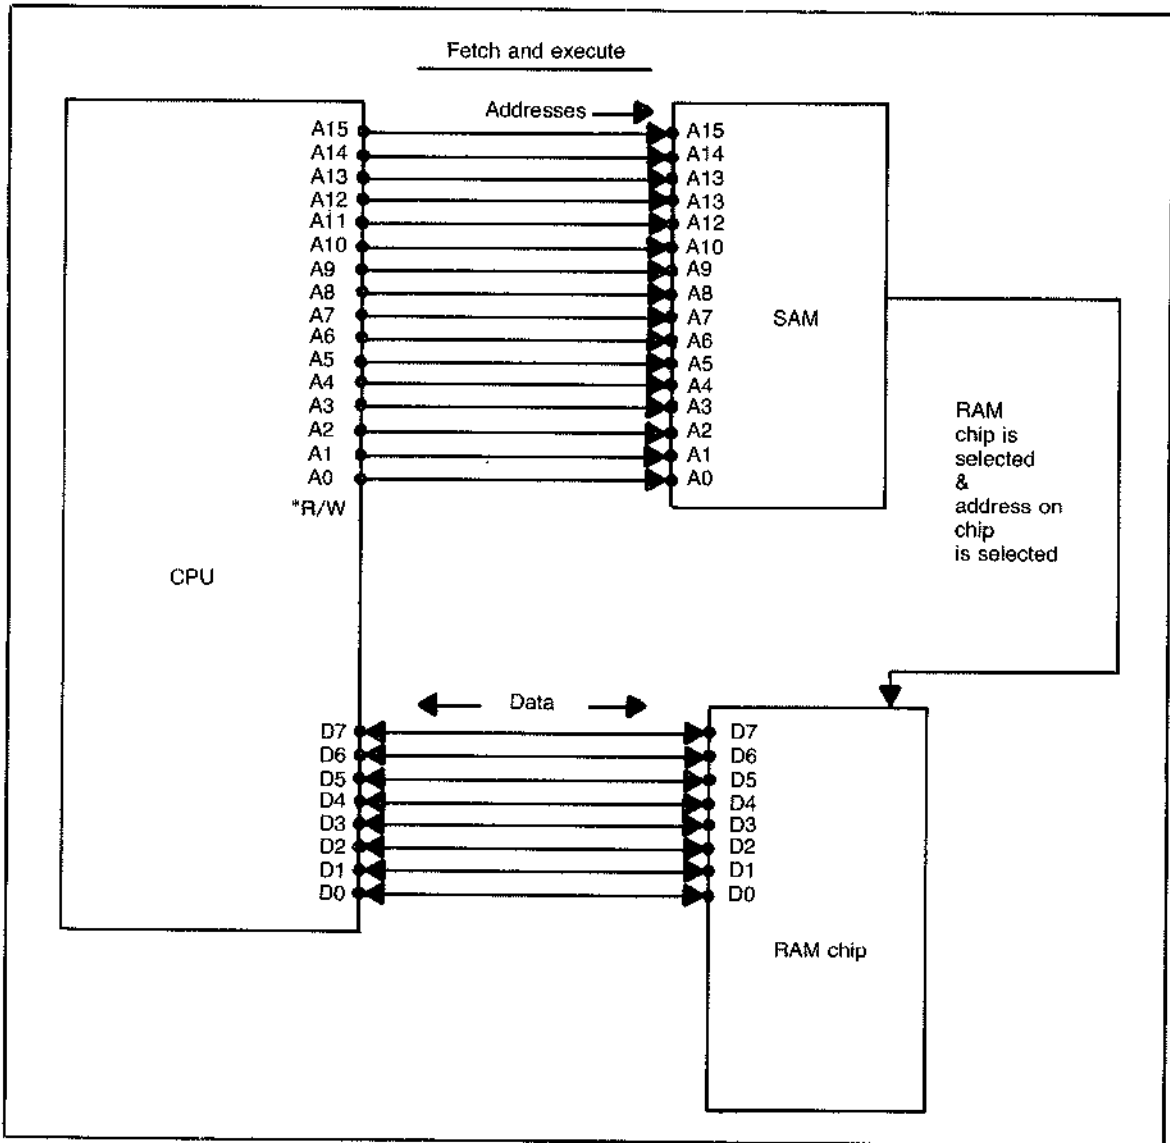 Fetch and execute
Addresses
A15
A14
A13
A12
A11
A10
A9
A8
A7
A6
A5
A4
A3
A2
A1
A0
*R/W
CPU
A15
A14
A13
A13
A12
A10
A9
A8
A7
A6
A5
A4
A3
A2
A1
A0
SAM
RAM
chip is
selected
&
address on
chip
is selected
Data
D7
D6
D5
D4
D3
D2
D1
D0
D7
D6
D5
D4
D3
D2
D1
D0
RAM chip